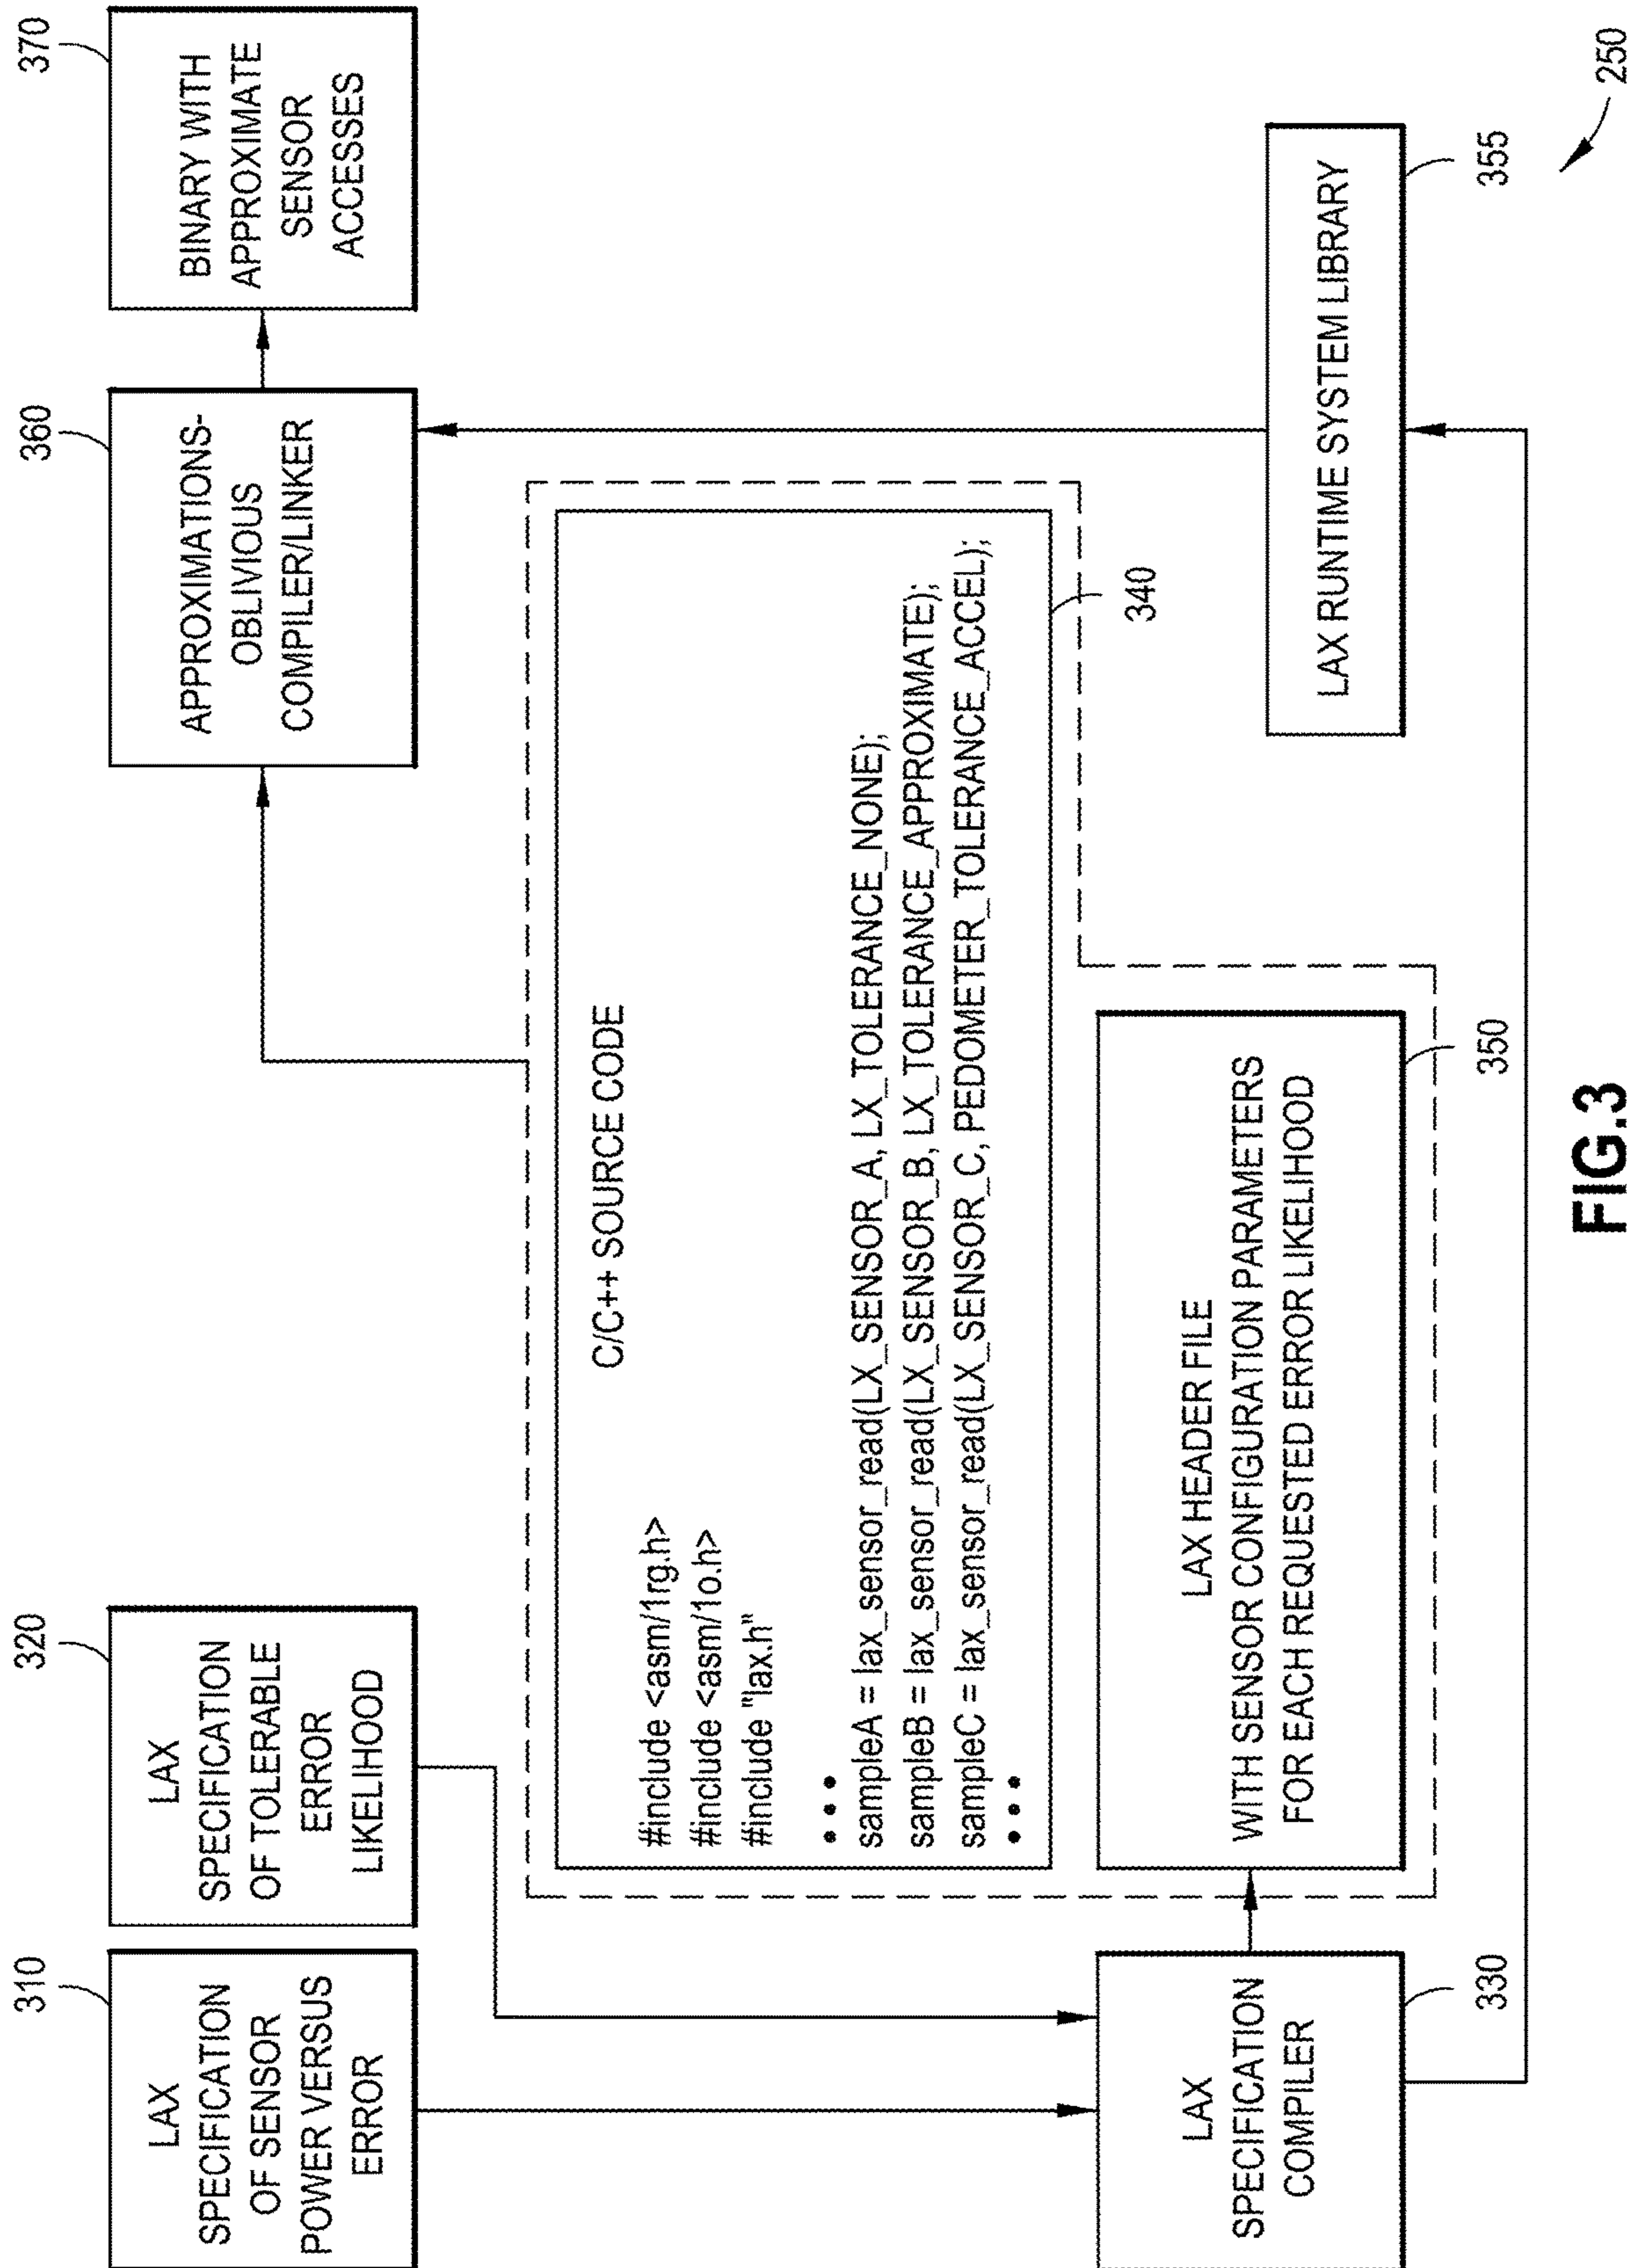 310
LAX
SPECIFICATION
OF SENSOR
POWER VERSUS
ERROR
320
LAX
SPECIFICATION
OF TOLERABLE
ERROR
LIKELIHOOD
360
APPROXIMATIONS-
OBLIVIOUS
COMPILER/LINKER
370
BINARY WITH
APPROXIMATE
SENSOR
ACCESSES
C/C++ SOURCE CODE
#include <asm/1rg.h>
#include <asm/1o.h>
#include "lax.h"
• • •
sampleA = lax_sensor_read(LX_SENSOR_A, LX_TOLERANCE_NONE);
sampleB = lax_sensor_read(LX_SENSOR_B, LX_TOLERANCE_APPROXIMATE);
sampleC = lax_sensor_read(LX_SENSOR_C, PEDOMETER_TOLERANCE_ACCEL);
• • •
340
LAX
SPECIFICATION
COMPILER
330
LAX HEADER FILE
WITH SENSOR CONFIGURATION PARAMETERS
FOR EACH REQUESTED ERROR LIKELIHOOD
350
LAX RUNTIME SYSTEM LIBRARY
355
250
FIG.3